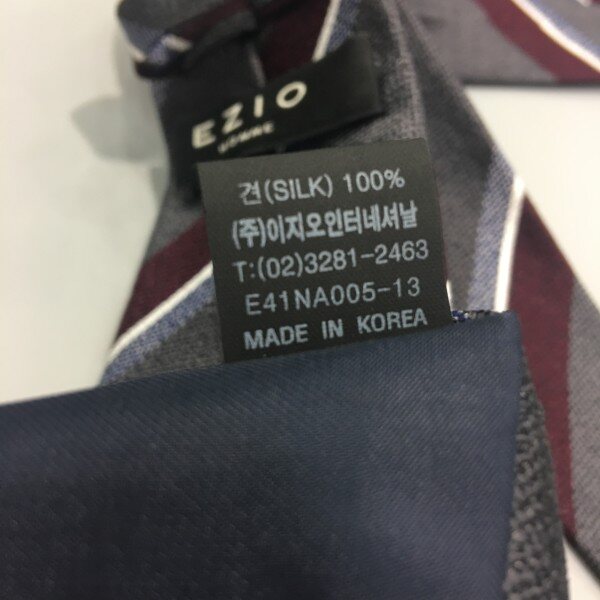 EZIO
HOMME
견(SILK) 100%
(주)이지오인터네셔날
T:(02)3281-2463
E41NA005-13
MADE IN KOREA